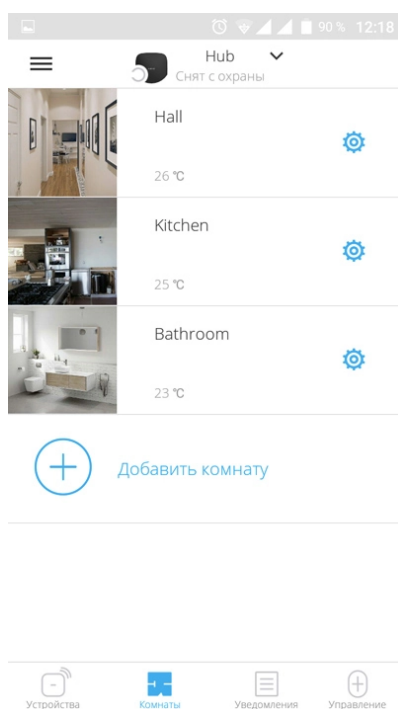 90 % 12:18
Hub
Снят с охраны
Hall
26 °C
Kitchen
25 °C
Bathroom
23 °C
Добавить комнату
Устройства Комнаты Уведомления Управление